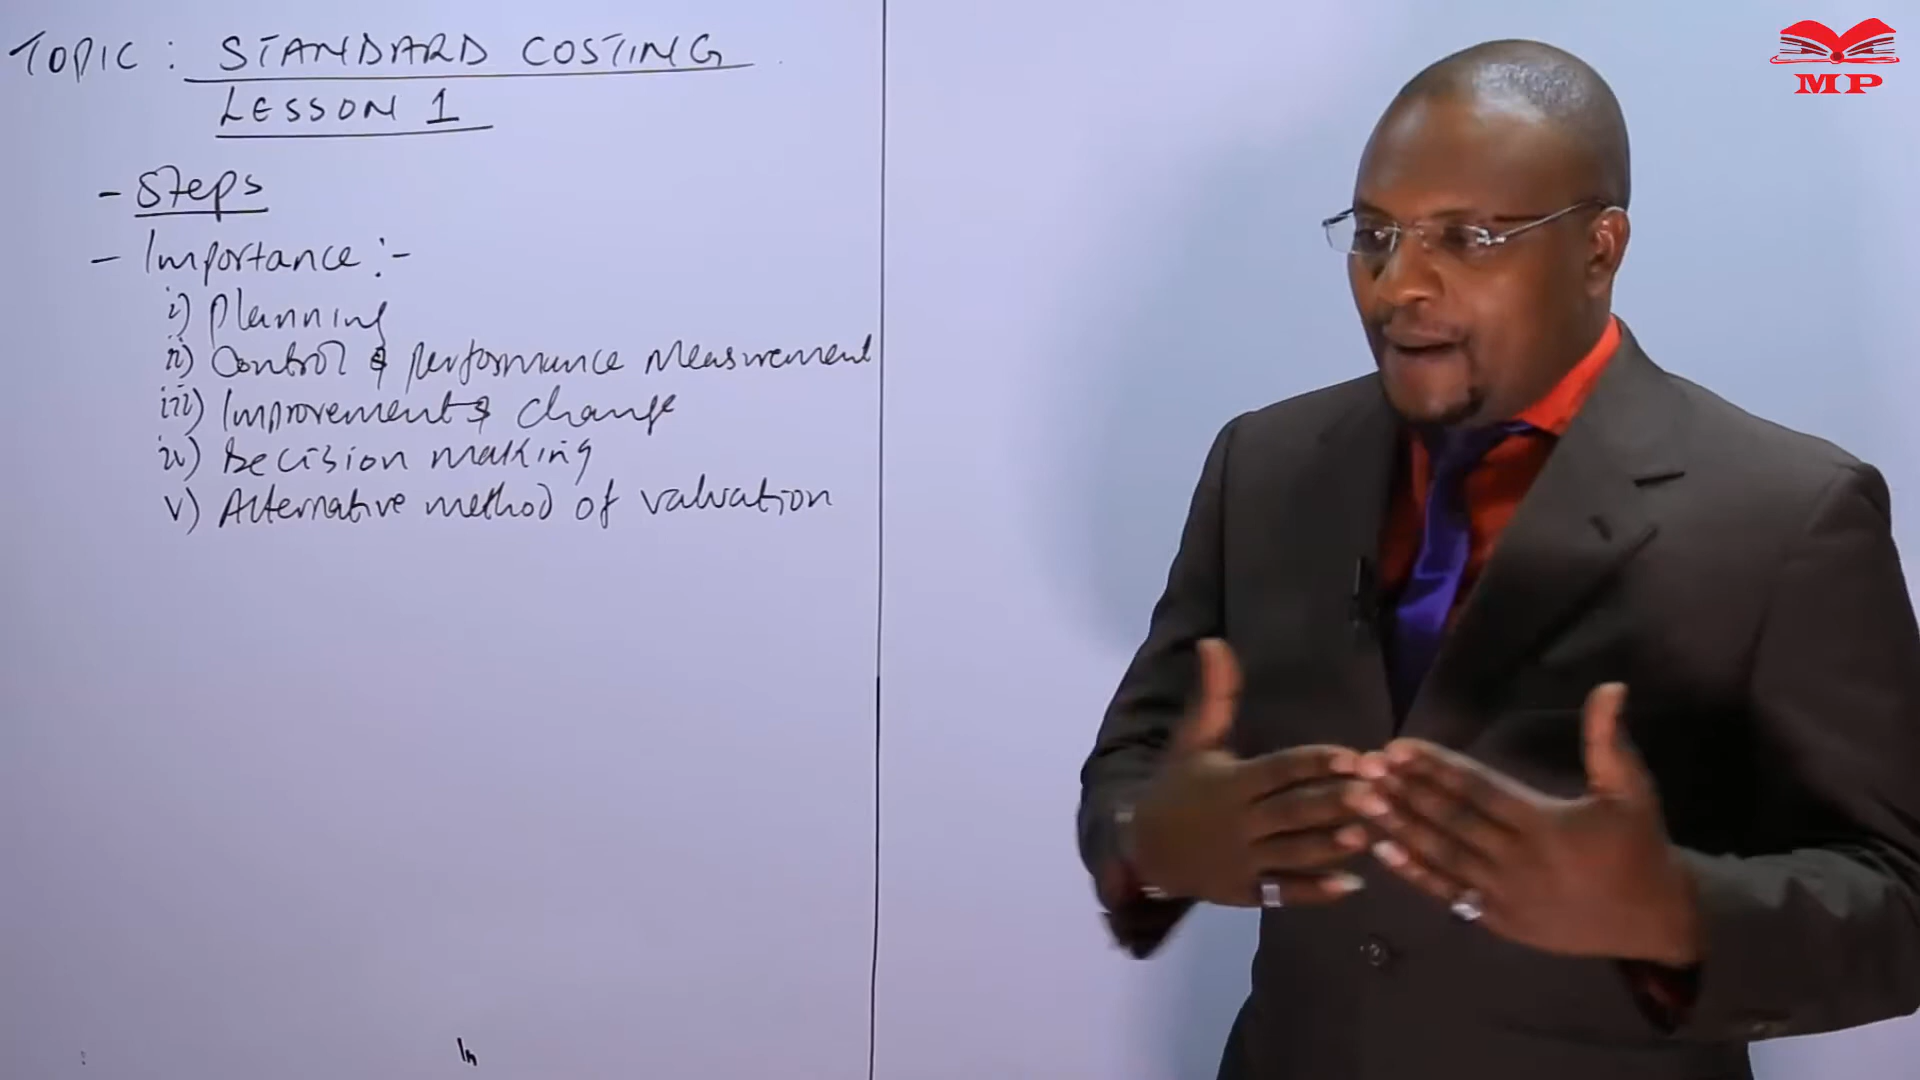 TOPIC : STANDARD COSTING
LESSON 1
- Steps
- Importance :-
i) Planning
ii) Control & performance measurement
iii) Improvement & change
iv) Decision making
v) Alternative method of valuation
MP